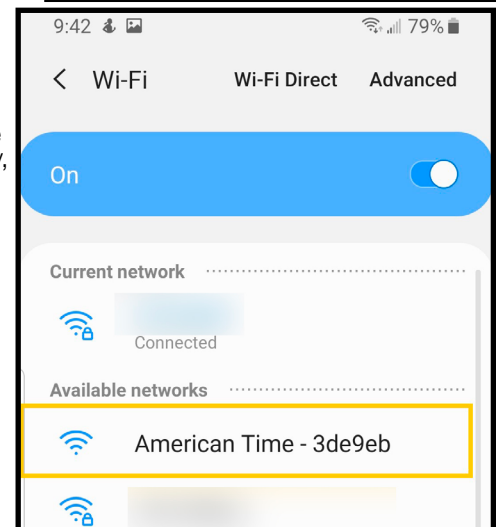 9:42 79%
Wi-Fi Wi-Fi Direct Advanced
On
Current network
Connected
Available networks
American Time - 3de9eb